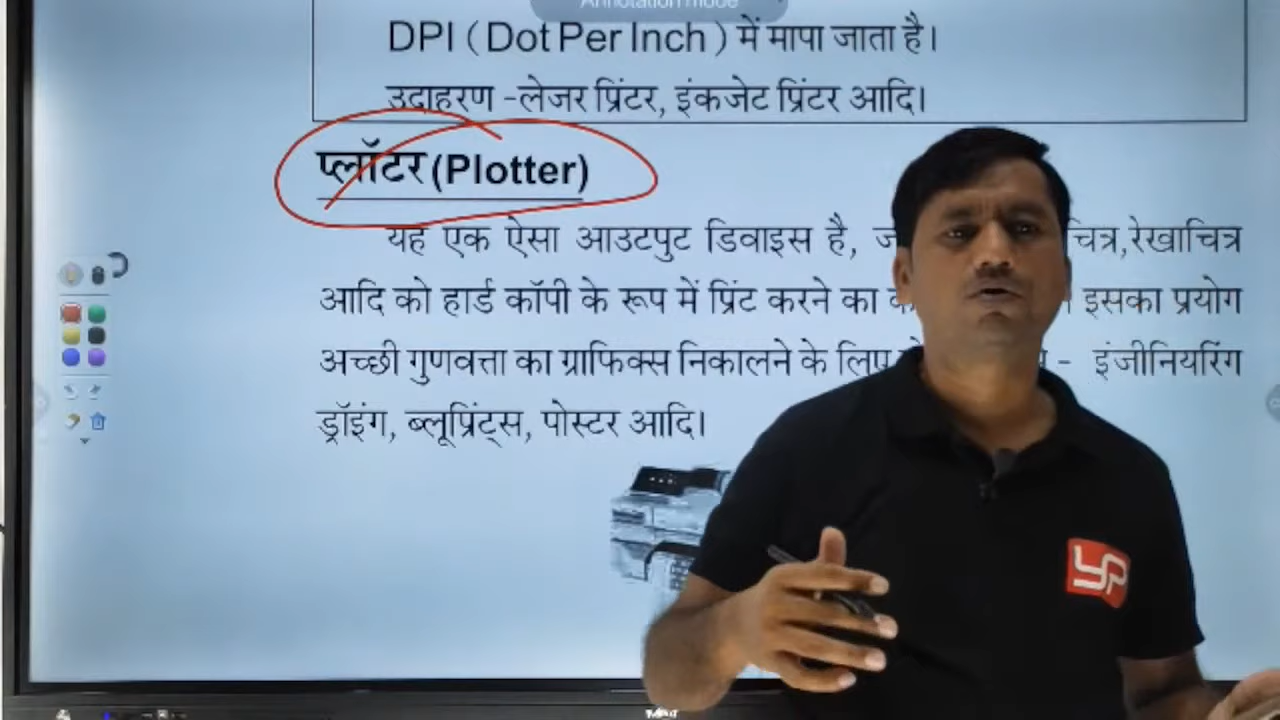 Annotation mode
DPI (Dot Per Inch) में मापा जाता है।
उदाहरण -लेजर प्रिंटर, इंकजेट प्रिंटर आदि।
प्लॉटर (Plotter)
यह एक ऐसा आउटपुट डिवाइस है, चित्र,रेखाचित्र
आदि को हार्ड कॉपी के रूप में प्रिंट करने का इसका प्रयोग
अच्छी गुणवत्ता का ग्राफिक्स निकालने के लिए - इंजीनियरिंग
ड्रॉइंग, ब्लूप्रिंट्स, पोस्टर आदि।
YP